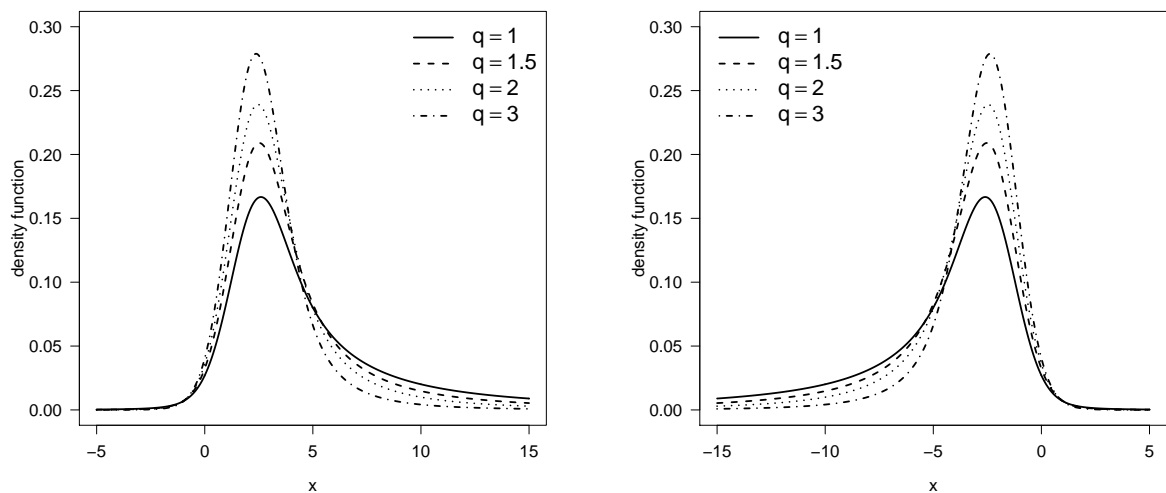 0.30
0.25
0.20
0.15
0.10
0.05
0.00
density function
q = 1
q = 1.5
q = 2
q = 3
−5 0 5 10 15
x
0.30
0.25
0.20
0.15
0.10
0.05
0.00
density function
q = 1
q = 1.5
q = 2
q = 3
−15 −10 −5 0 5
x